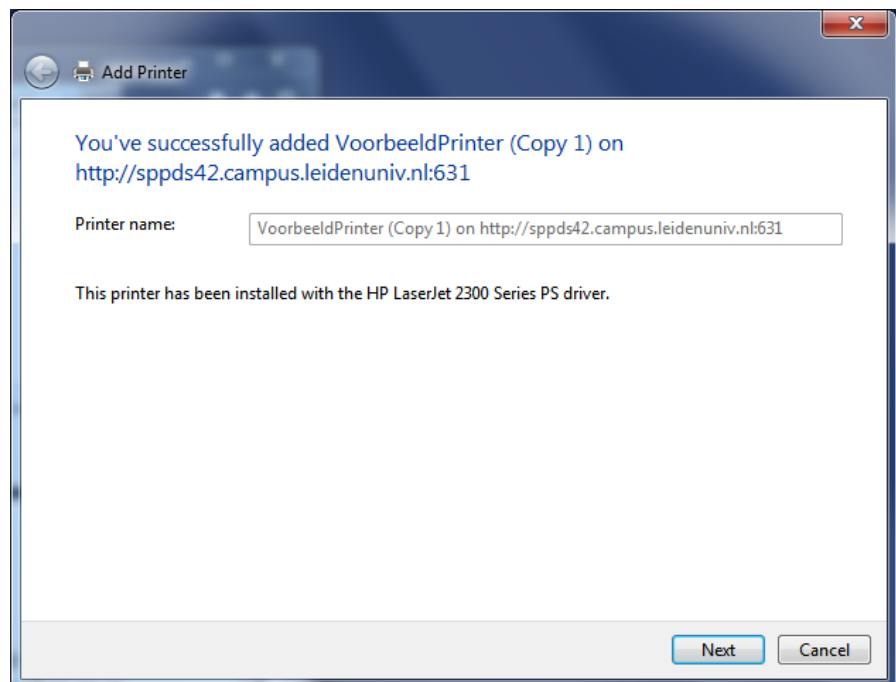 Add Printer
You've successfully added VoorbeeldPrinter (Copy 1) on
http://sppds42.campus.leidenuniv.nl:631
Printer name:
VoorbeeldPrinter (Copy 1) on http://sppds42.campus.leidenuniv.nl:631
This printer has been installed with the HP LaserJet 2300 Series PS driver.
Next
Cancel